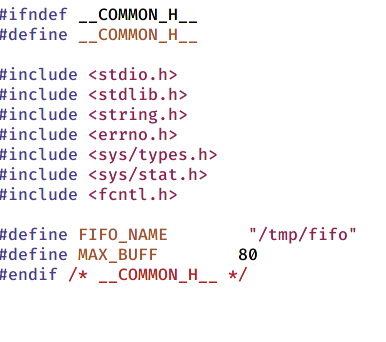 #ifndef __COMMON_H__
#define __COMMON_H__
#include <stdio.h>
#include <stdlib.h>
#include <string.h>
#include <errno.h>
#include <sys/types.h>
#include <sys/stat.h>
#include <fcntl.h>
#define FIFO_NAME "/tmp/fifo"
#define MAX_BUFF 80
#endif /* __COMMON_H__ */